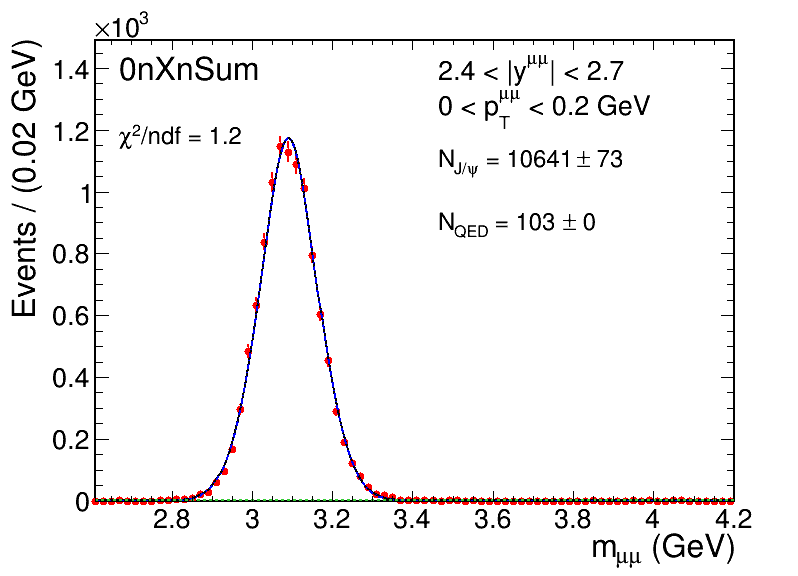 ×10³
0nXnSum
χ²/ndf = 1.2
2.4 < |y^μμ| < 2.7
0 < p_T^μμ < 0.2 GeV
N_J/ψ = 10641 ± 73
N_QED = 103 ± 0
Events / (0.02 GeV)
1.4
1.2
1
0.8
0.6
0.4
0.2
0
2.8 3 3.2 3.4 3.6 3.8 4 4.2
m_μμ (GeV)